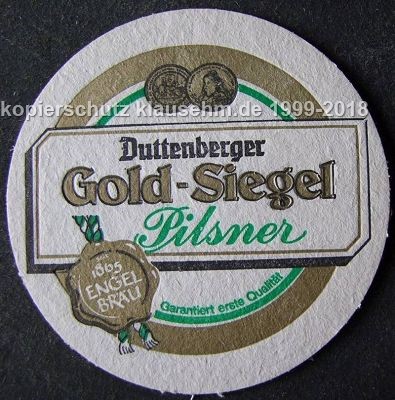 kopierschutz klausehm.de 1999-2018
Duttenberger
Gold-Siegel
Pilsner
1865
ENGEL
BRÄU
Garantiert erste Qualität